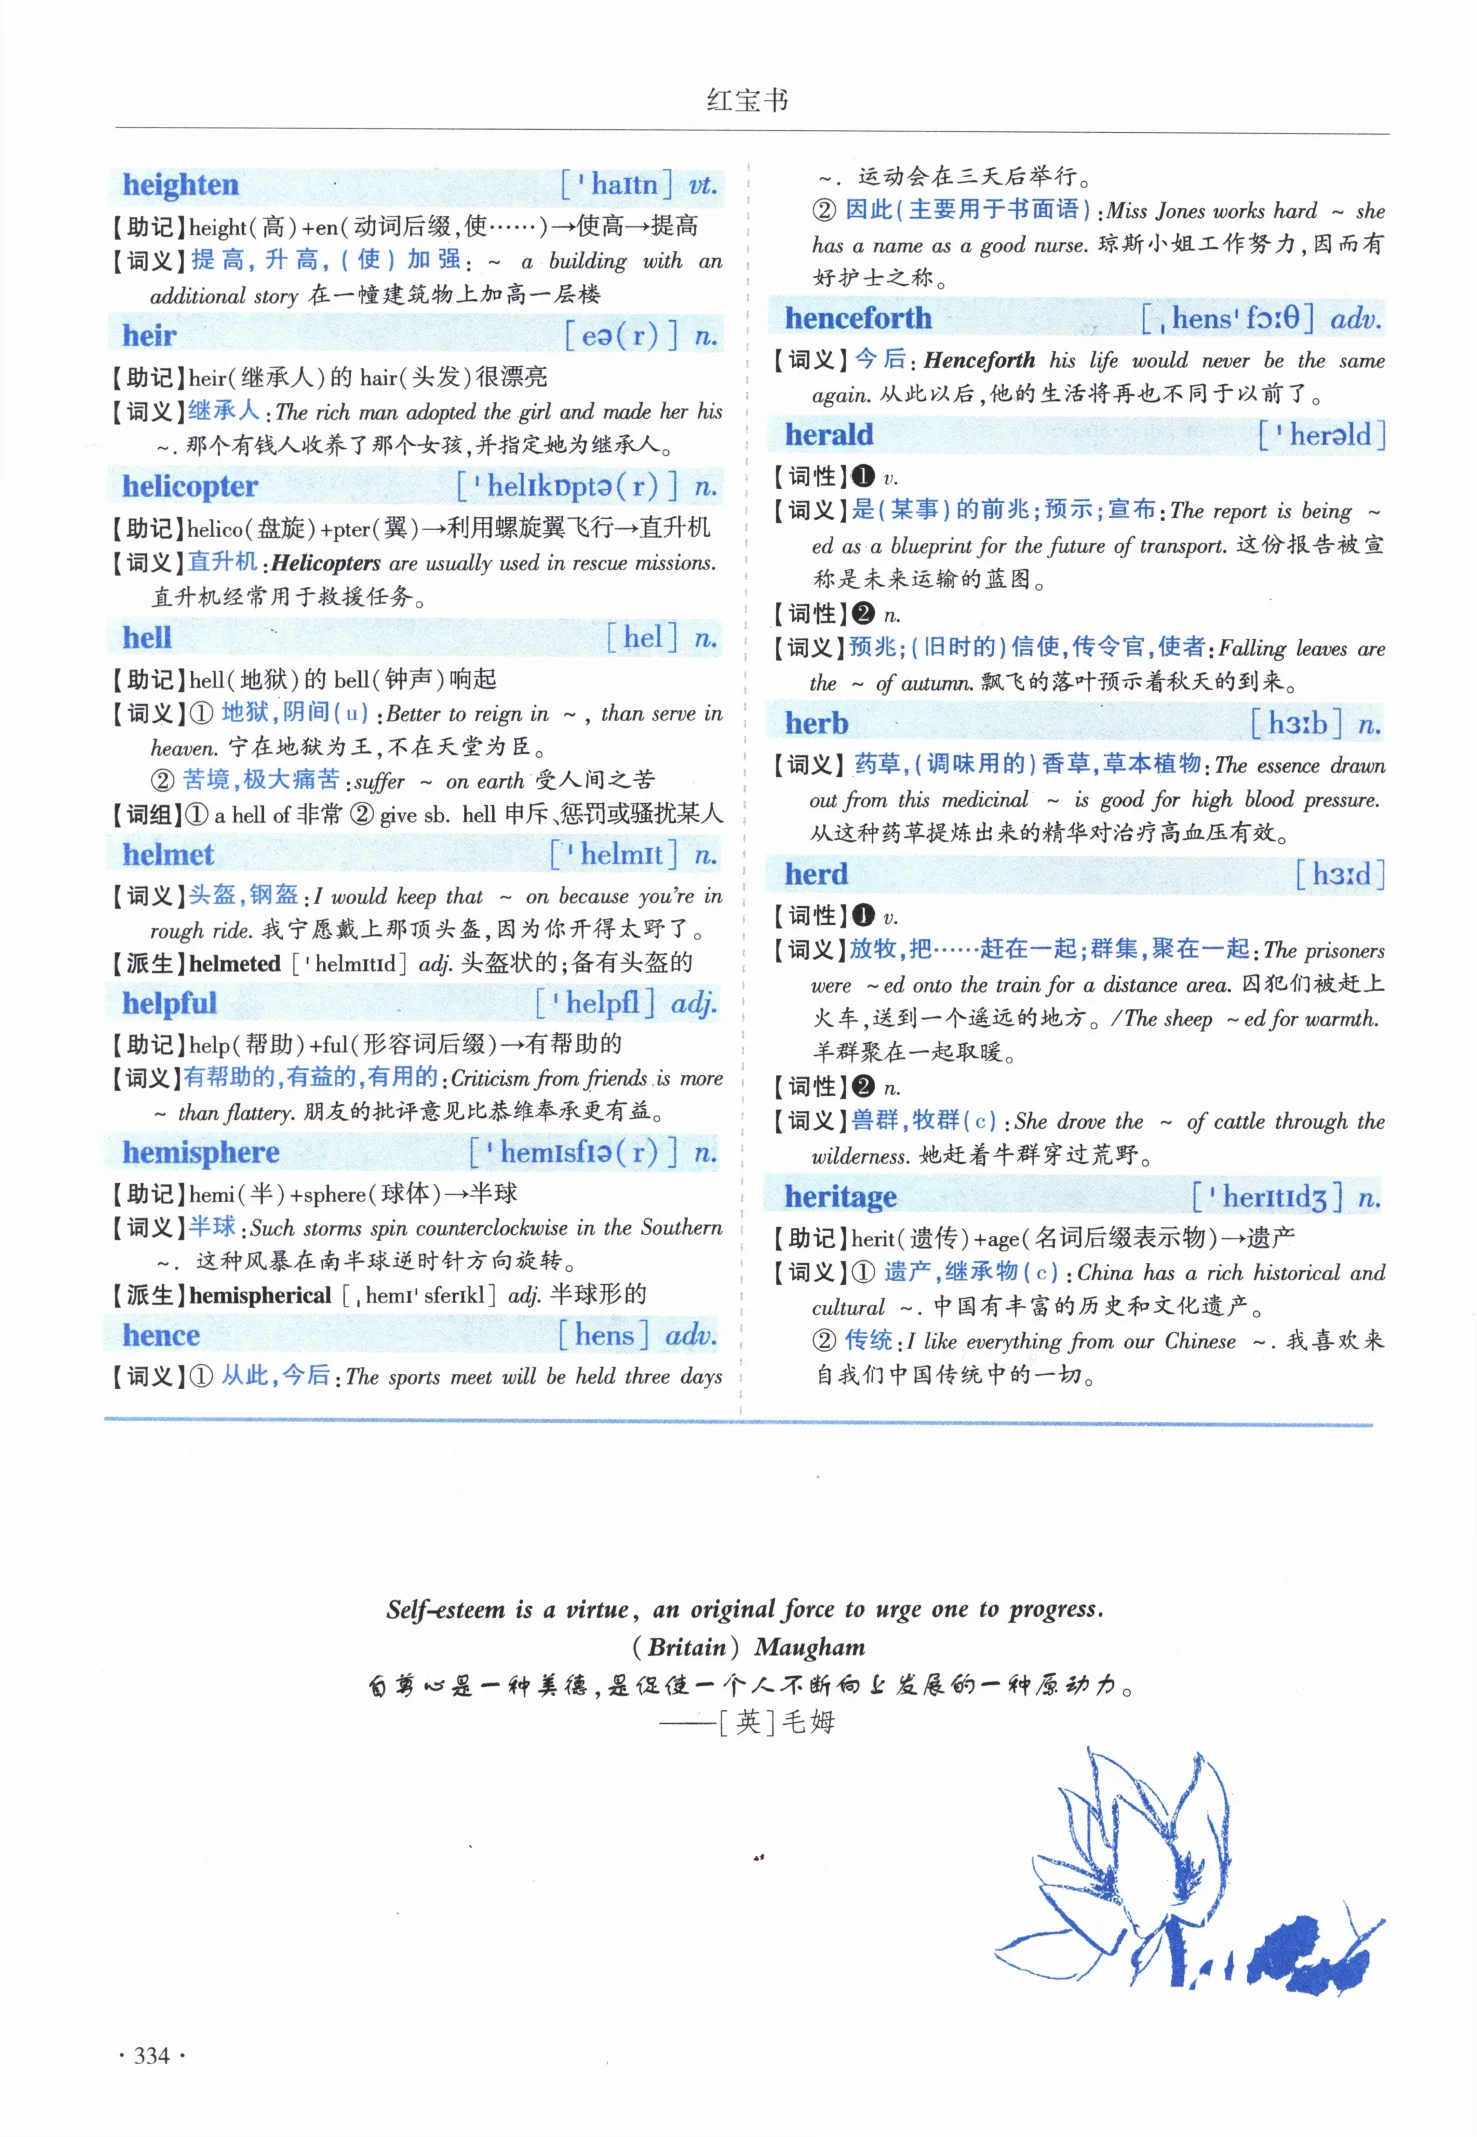 红宝书
heighten [ˈhaɪtn] vt.
【助记】height(高)+en(动词后缀,使……)→使高→提高
【词义】提高,升高,(使)加强: ~ a building with an
additional story 在一幢建筑物上加高一层楼
heir [eə(r)] n.
【助记】heir(继承人)的 hair(头发)很漂亮
【词义】继承人:The rich man adopted the girl and made her his
~. 那个有钱人收养了那个女孩,并指定她为继承人。
helicopter [ˈhelɪkɒptə(r)] n.
【助记】helico(盘旋)+pter(翼)→利用螺旋翼飞行→直升机
【词义】直升机:Helicopters are usually used in rescue missions.
直升机经常用于救援任务。
hell [hel] n.
【助记】hell(地狱)的 bell(钟声)响起
【词义】① 地狱,阴间(u):Better to reign in ~, than serve in
heaven. 宁在地狱为王,不在天堂为臣。
② 苦境,极大痛苦:suffer ~ on earth 受人间之苦
【词组】① a hell of 非常 ② give sb. hell 申斥、惩罚或骚扰某人
helmet [ˈhelmɪt] n.
【词义】头盔,钢盔:I would keep that ~ on because you're in
rough ride. 我宁愿戴上那顶头盔,因为你开得太野了。
【派生】helmeted [ˈhelmɪtɪd] adj. 头盔状的;备有头盔的
helpful [ˈhelpfl] adj.
【助记】help(帮助)+ful(形容词后缀)→有帮助的
【词义】有帮助的,有益的,有用的:Criticism from friends is more
~ than flattery. 朋友的批评意见比恭维奉承更有益。
hemisphere [ˈhemɪsfɪə(r)] n.
【助记】hemi(半)+sphere(球体)→半球
【词义】半球:Such storms spin counterclockwise in the Southern
~. 这种风暴在南半球逆时针方向旋转。
【派生】hemispherical [ˌhemɪˈsferɪkl] adj. 半球形的
hence [hens] adv.
【词义】① 从此,今后:The sports meet will be held three days
~. 运动会在三天后举行。
② 因此(主要用于书面语):Miss Jones works hard ~ she
has a name as a good nurse. 琼斯小姐工作努力,因而有
好护士之称。
henceforth [ˌhensˈfɔːθ] adv.
【词义】今后:Henceforth his life would never be the same
again. 从此以后,他的生活将再也不同于以前了。
herald [ˈherəld]
【词性】❶ v.
【词义】是(某事)的前兆;预示;宣布:The report is being ~
ed as a blueprint for the future of transport. 这份报告被宣
称是未来运输的蓝图。
【词性】❷ n.
【词义】预兆;(旧时的)信使,传令官,使者:Falling leaves are
the ~ of autumn. 飘飞的落叶预示着秋天的到来。
herb [hɜːb] n.
【词义】药草,(调味用的)香草,草本植物:The essence drawn
out from this medicinal ~ is good for high blood pressure.
从这种药草提炼出来的精华对治疗高血压有效。
herd [hɜːd]
【词性】❶ v.
【词义】放牧,把……赶在一起;群集,聚在一起:The prisoners
were ~ed onto the train for a distance area. 囚犯们被赶上
火车,送到一个遥远的地方。/The sheep ~ed for warmth.
羊群聚在一起取暖。
【词性】❷ n.
【词义】兽群,牧群(c):She drove the ~ of cattle through the
wilderness. 她赶着牛群穿过荒野。
heritage [ˈherɪtɪdʒ] n.
【助记】herit(遗传)+age(名词后缀表示物)→遗产
【词义】① 遗产,继承物(c):China has a rich historical and
cultural ~. 中国有丰富的历史和文化遗产。
② 传统:I like everything from our Chinese ~. 我喜欢来
自我们中国传统中的一切。
Self-esteem is a virtue, an original force to urge one to progress.
(Britain) Maugham
自尊心是一种美德,是促使一个人不断向上发展的一种原动力。
——[英]毛姆
· 334 ·